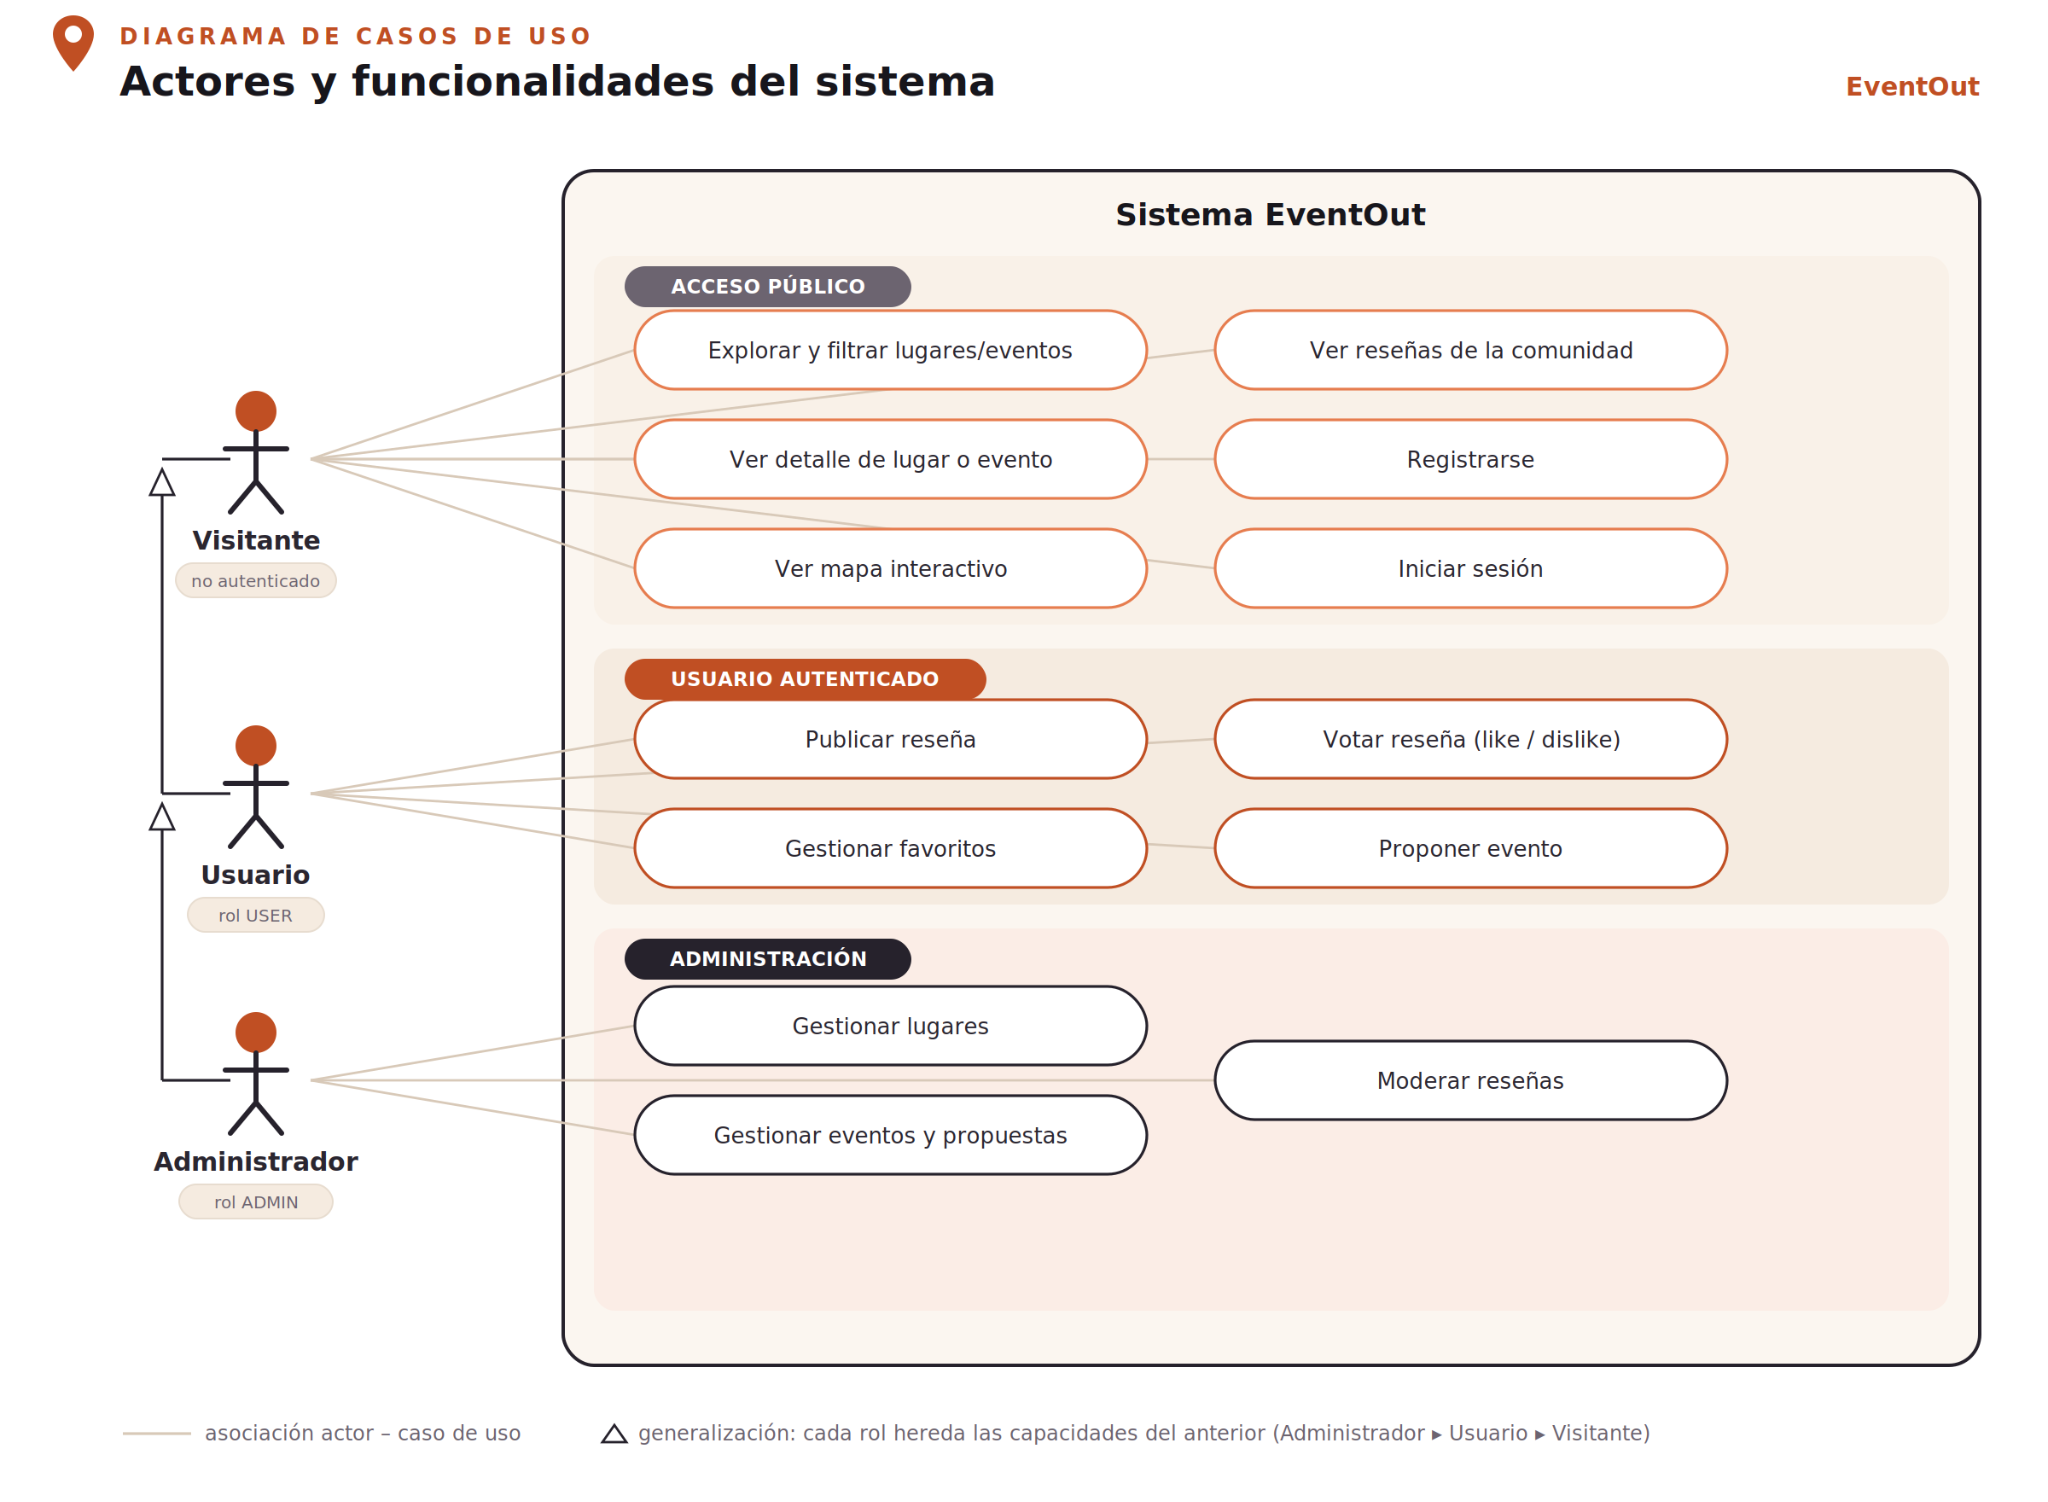 DIAGRAMA DE CASOS DE USO
Actores y funcionalidades del sistema
EventOut
Sistema EventOut
ACCESO PÚBLICO
Explorar y filtrar lugares/eventos
Ver reseñas de la comunidad
Ver detalle de lugar o evento
Registrarse
Ver mapa interactivo
Iniciar sesión
Visitante
no autenticado
USUARIO AUTENTICADO
Publicar reseña
Votar reseña (like / dislike)
Gestionar favoritos
Proponer evento
Usuario
rol USER
ADMINISTRACIÓN
Gestionar lugares
Moderar reseñas
Gestionar eventos y propuestas
Administrador
rol ADMIN
asociación actor – caso de uso
generalización: cada rol hereda las capacidades del anterior (Administrador ▸ Usuario ▸ Visitante)